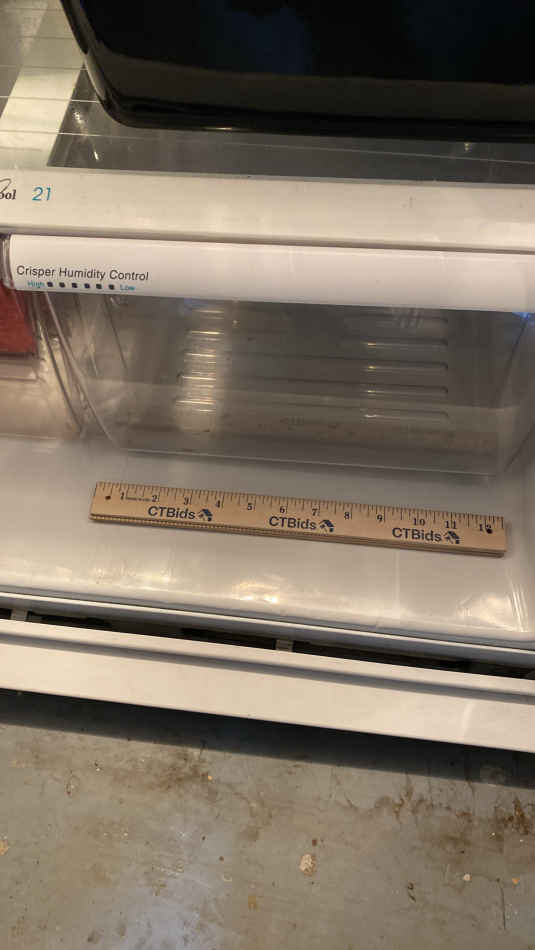 21
Crisper Humidity Control
High Low
1 2 3 4 5 6 7 8 9 10 11 12
CTBids CTBids CTBids